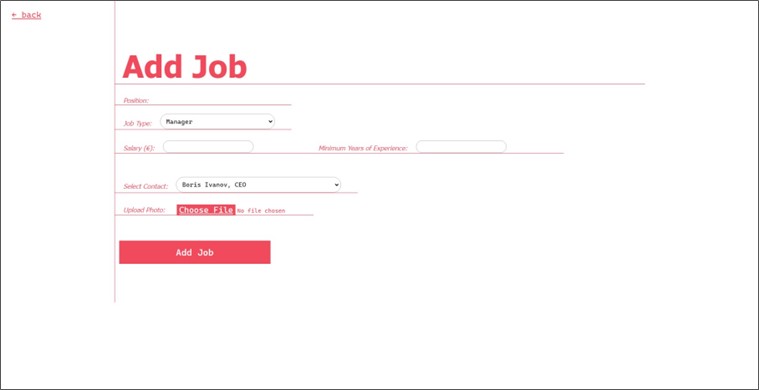 ← back
Add Job
Position:
Job Type: Manager
Salary (€): Minimum Years of Experience:
Select Contact: Boris Ivanov, CEO
Upload Photo: Choose File No file chosen
Add Job